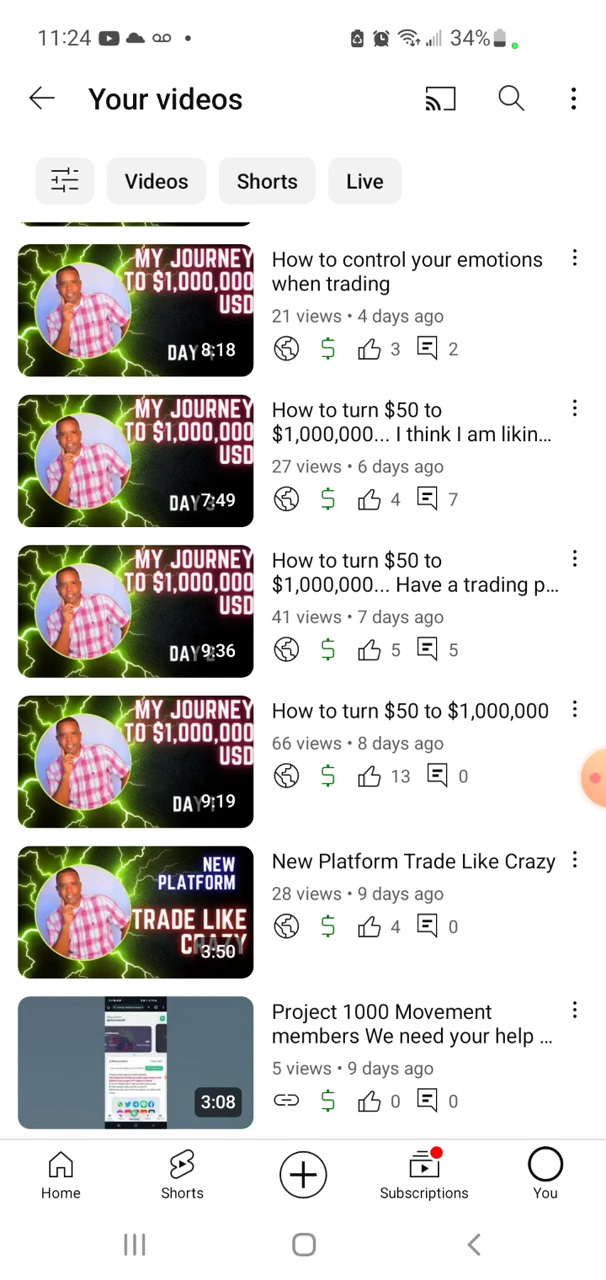 11:24
34%
Your videos
Videos
Shorts
Live
MY JOURNEY
TO $1,000,000
USD
DAY
8:18
How to control your emotions
when trading
21 views • 4 days ago
3
2
MY JOURNEY
TO $1,000,000
USD
DAY
7:49
How to turn $50 to
$1,000,000... I think I am likin...
27 views • 6 days ago
4
7
MY JOURNEY
TO $1,000,000
USD
DAY
9:36
How to turn $50 to
$1,000,000... Have a trading p...
41 views • 7 days ago
5
5
MY JOURNEY
TO $1,000,000
USD
DAY
9:19
How to turn $50 to $1,000,000
66 views • 8 days ago
13
0
NEW
PLATFORM
TRADE LIKE
CRAZY
3:50
New Platform Trade Like Crazy
28 views • 9 days ago
4
0
3:08
Project 1000 Movement
members We need your help ...
5 views • 9 days ago
0
0
Home
Shorts
Subscriptions
You